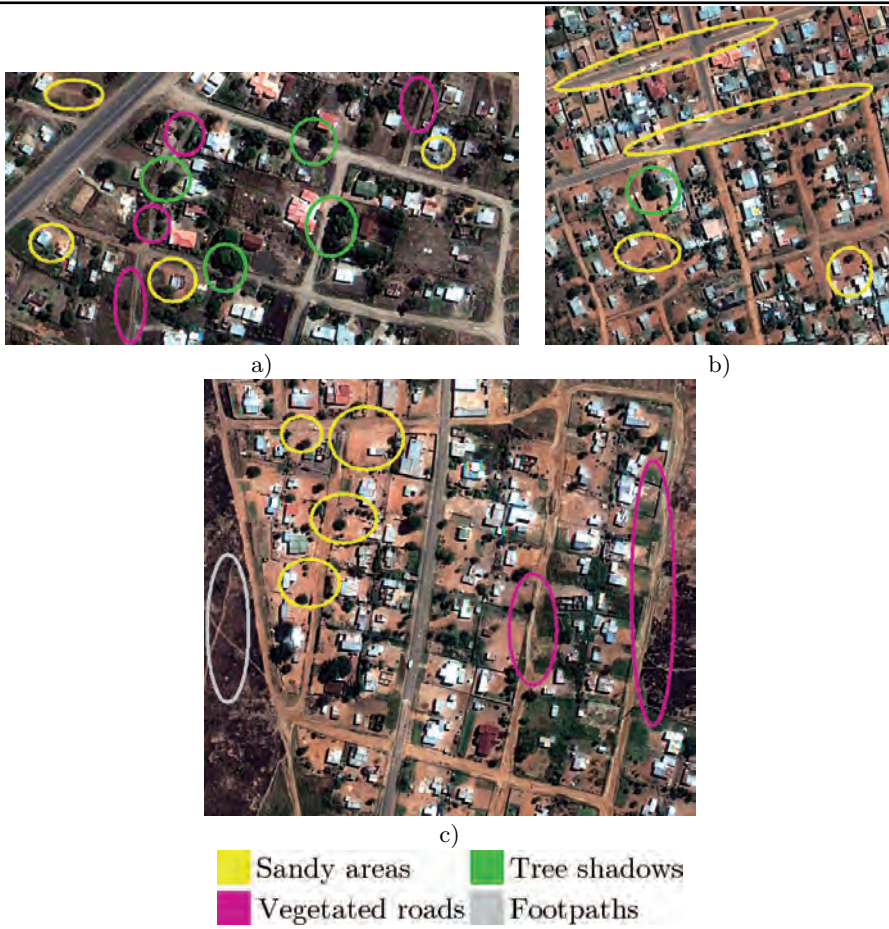 a)
b)
c)
Sandy areas
Tree shadows
Vegetated roads
Footpaths